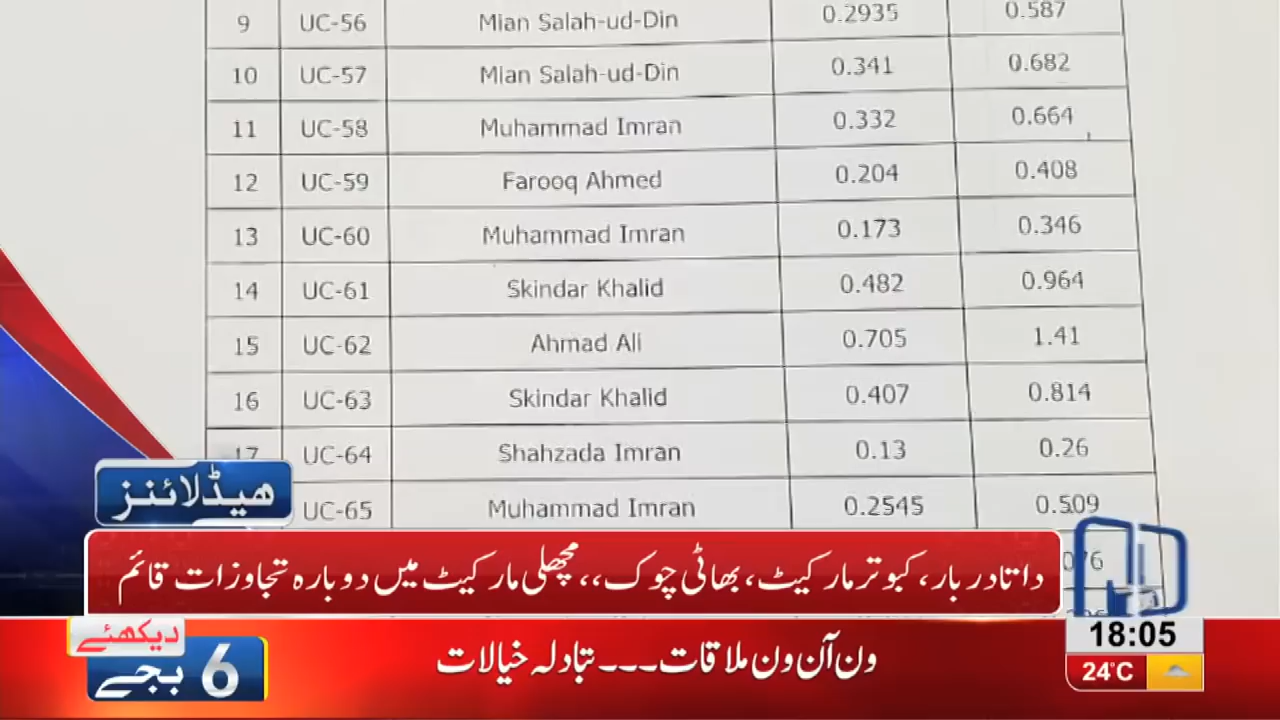 9 UC-56 Mian Salah-ud-Din 0.2935 0.587
10 UC-57 Mian Salah-ud-Din 0.341 0.682
11 UC-58 Muhammad Imran 0.332 0.664
12 UC-59 Farooq Ahmed 0.204 0.408
13 UC-60 Muhammad Imran 0.173 0.346
14 UC-61 Skindar Khalid 0.482 0.964
15 UC-62 Ahmad Ali 0.705 1.41
16 UC-63 Skindar Khalid 0.407 0.814
17 UC-64 Shahzada Imran 0.13 0.26
UC-65 Muhammad Imran 0.2545 0.509
ھیڈلائنز
داتا دربار، کبوتر مارکیٹ، بھاٹی چوک،، مچھلی مارکیٹ میں دوبارہ تجاوزات قائم
دیکھئے
6 بجے
ون آن ون ملاقات۔۔۔ تبادلہ خیالات
18:05
24°C